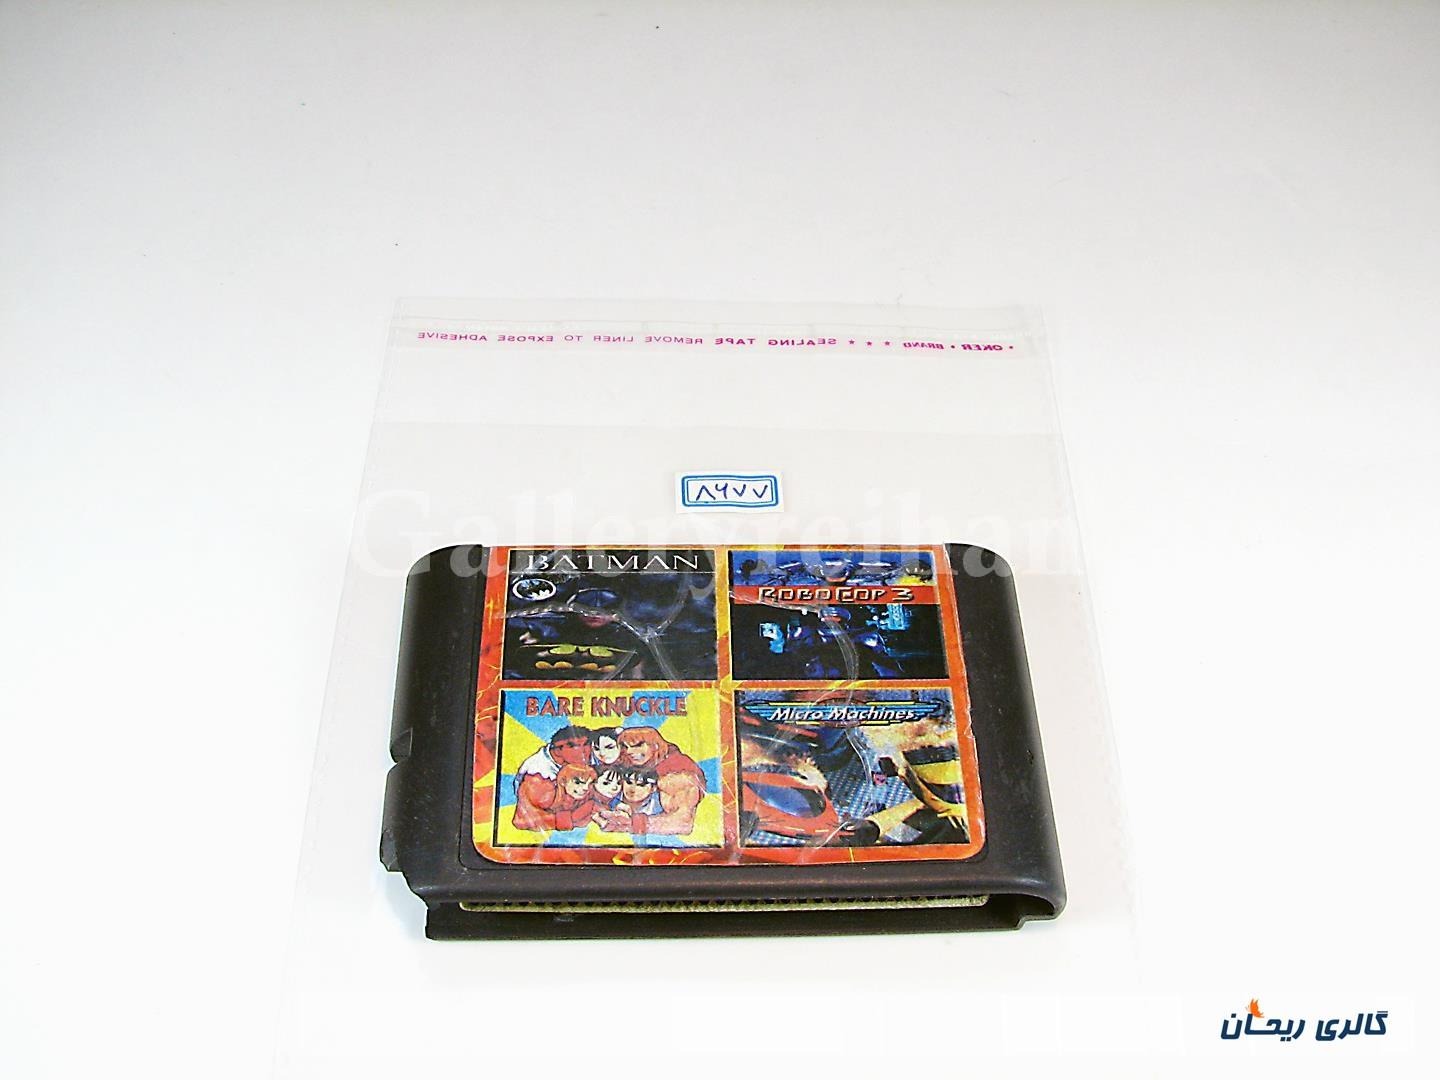 • OKER • BRAND ★ ★ ★ SEALING TAPE REMOVE LINER TO EXPOSE ADHESIVE
۸۶۷۷
Galleryreihan
BATMAN
ROBOCOP 3
BARE KNUCKLE
Micro Machines
گالری ریحان